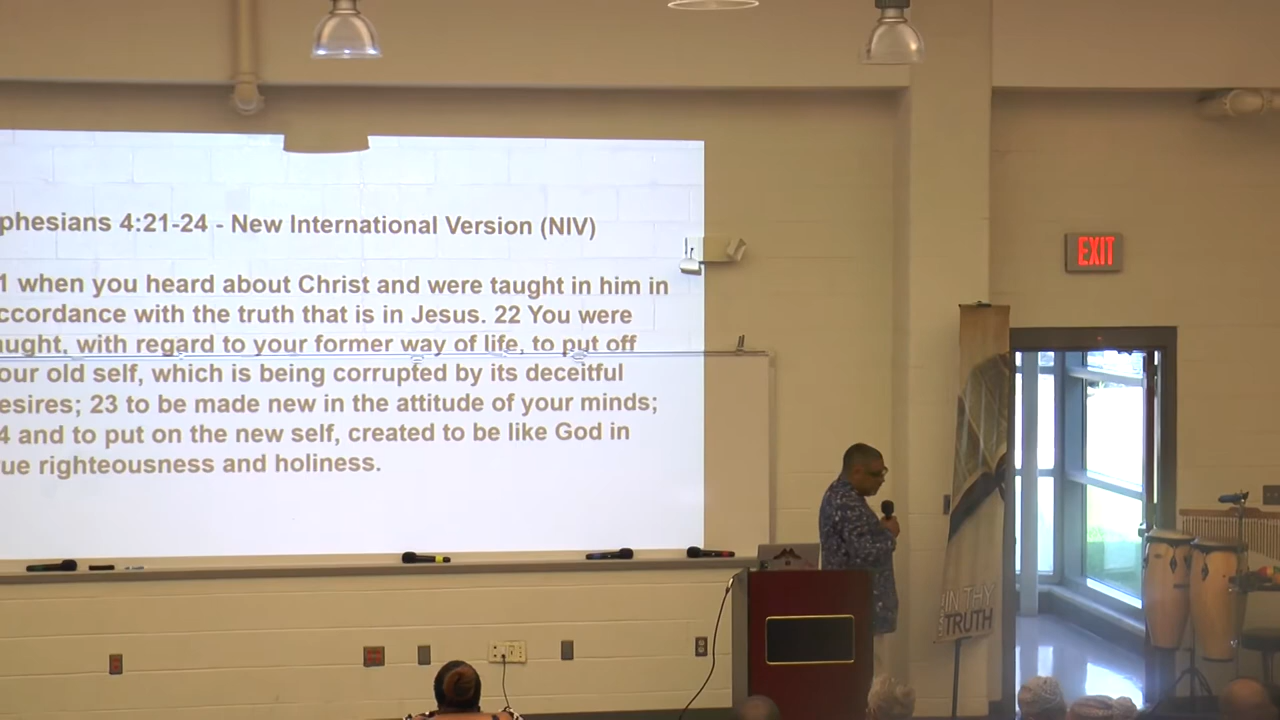 phesians 4:21-24 - New International Version (NIV)
1 when you heard about Christ and were taught in him in
ccordance with the truth that is in Jesus. 22 You were
aught, with regard to your former way of life, to put off
our old self, which is being corrupted by its deceitful
esires; 23 to be made new in the attitude of your minds;
4 and to put on the new self, created to be like God in
ue righteousness and holiness.
EXIT
IN THY
TRUTH